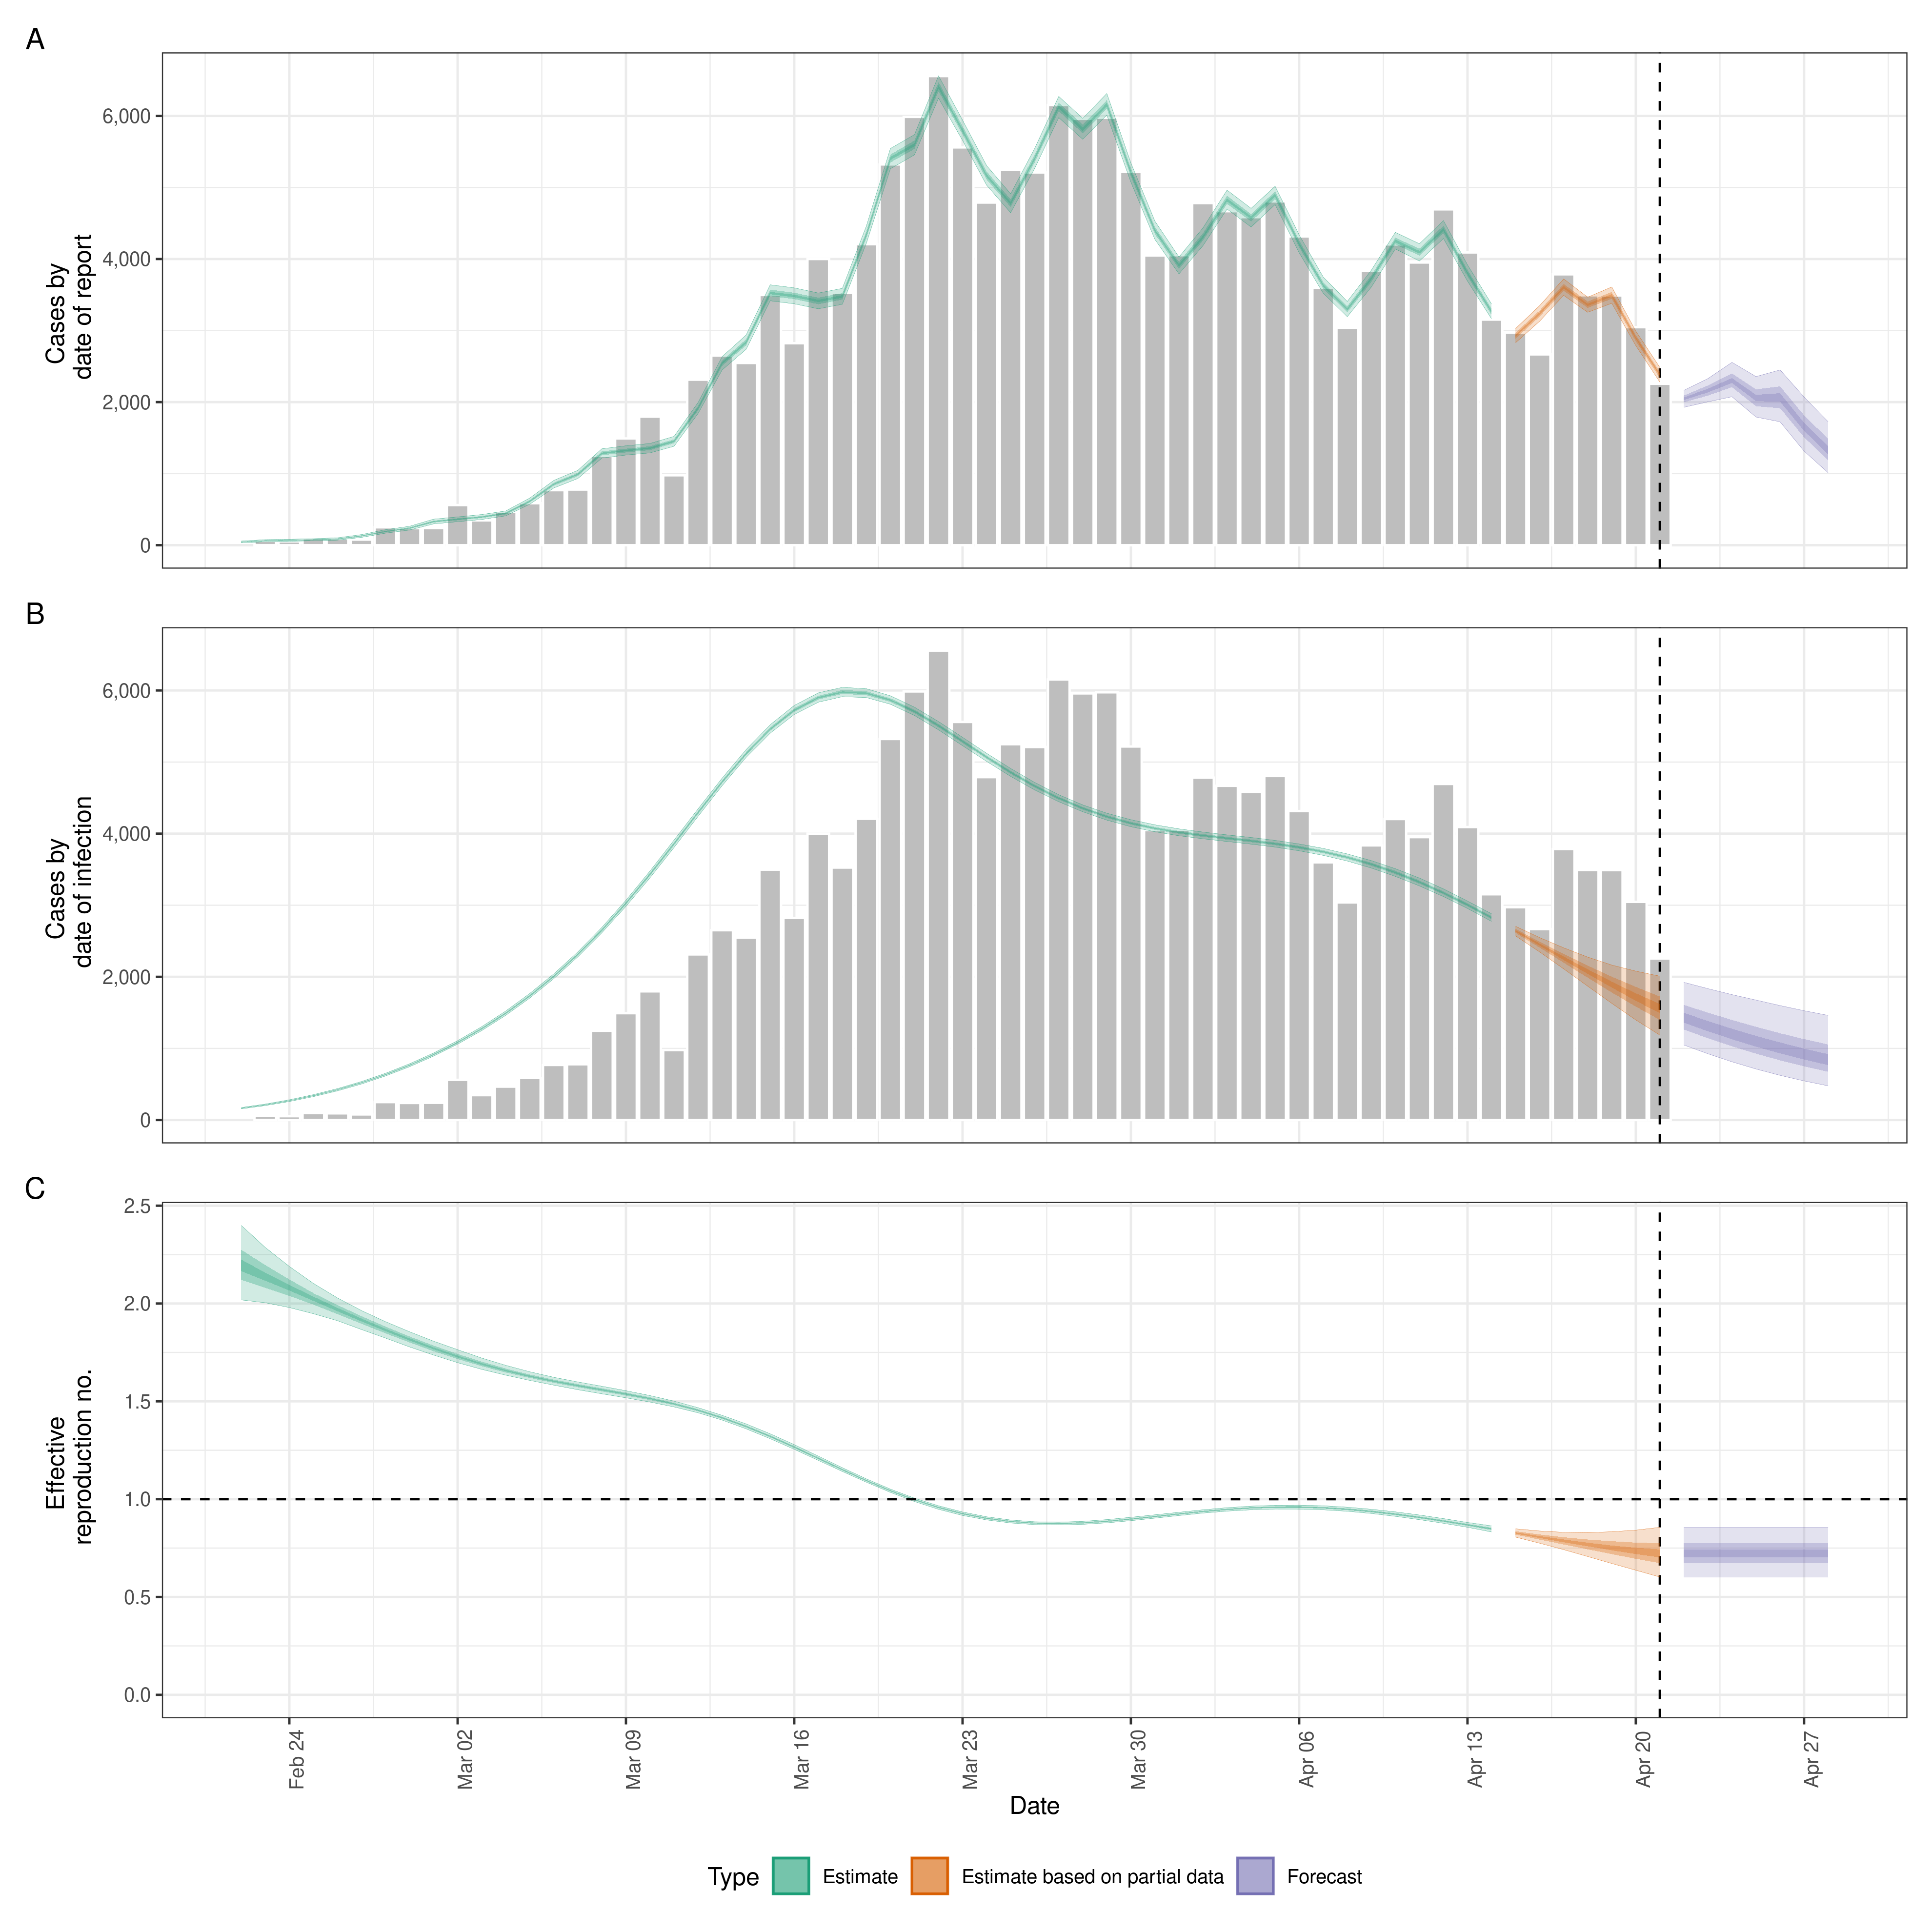 A
Cases by
date of report
6,000
4,000
2,000
0
B
Cases by
date of infection
6,000
4,000
2,000
0
C
Effective
reproduction no.
2.5
2.0
1.5
1.0
0.5
0.0
Feb 24
Mar 02
Mar 09
Mar 16
Mar 23
Mar 30
Apr 06
Apr 13
Apr 20
Apr 27
Date
Type Estimate Estimate based on partial data Forecast